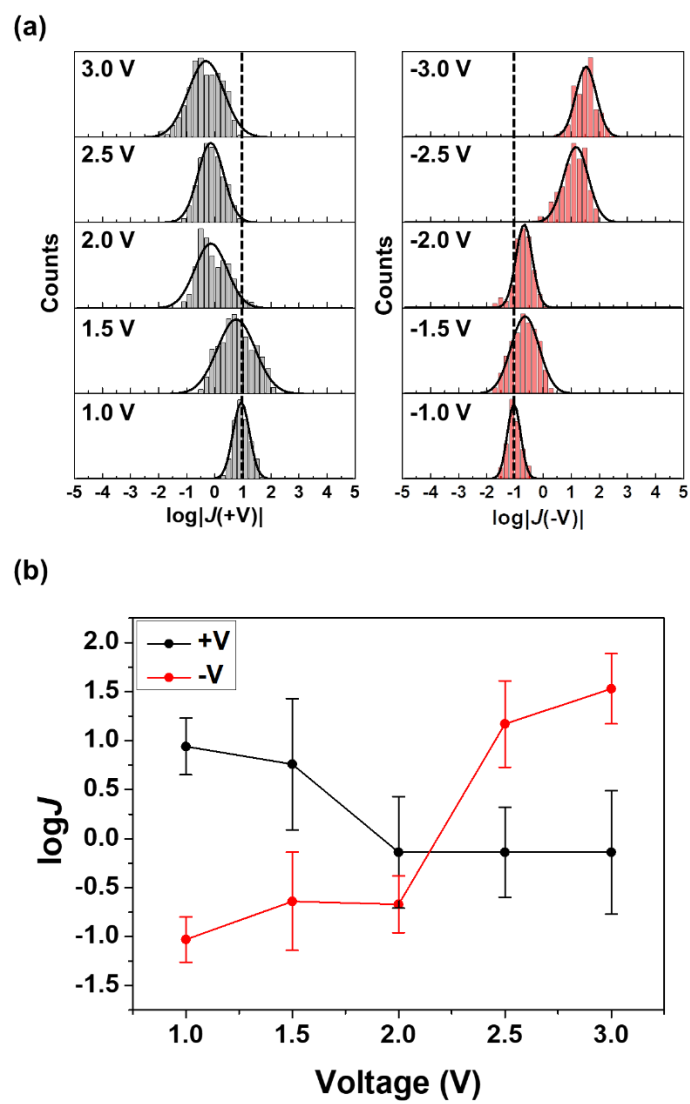 (a)
3.0 V
2.5 V
2.0 V
1.5 V
1.0 V
Counts
-5 -4 -3 -2 -1 0 1 2 3 4 5
log|J(+V)|
-3.0 V
-2.5 V
-2.0 V
-1.5 V
-1.0 V
Counts
-5 -4 -3 -2 -1 0 1 2 3 4 5
log|J(-V)|
(b)
+V
-V
2.0
1.5
1.0
0.5
0.0
-0.5
-1.0
-1.5
logJ
1.0 1.5 2.0 2.5 3.0
Voltage (V)